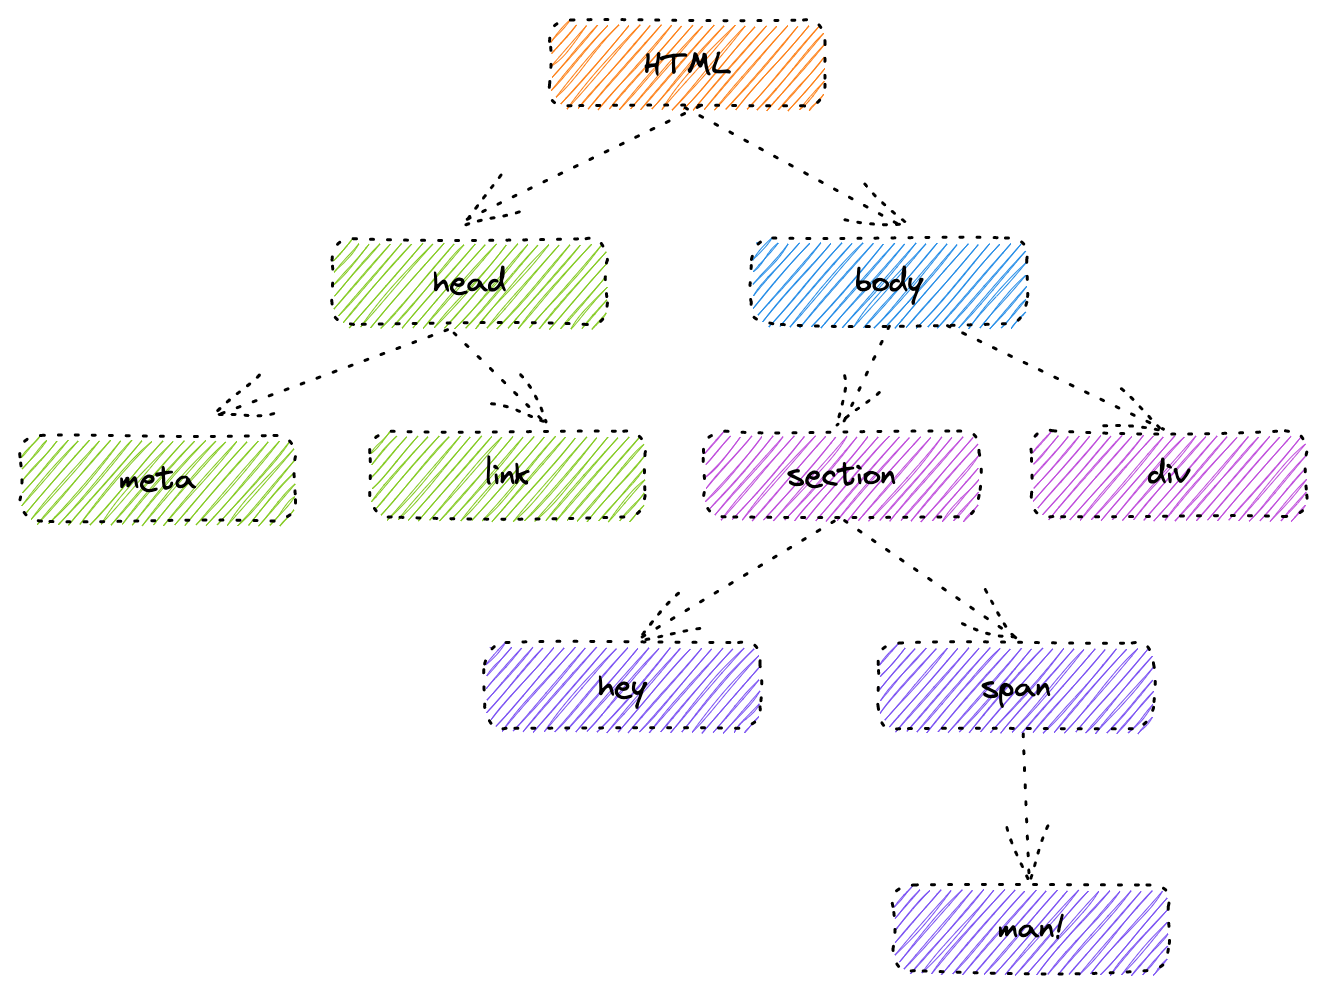 HTML
head
body
meta
link
section
div
hey
span
man!